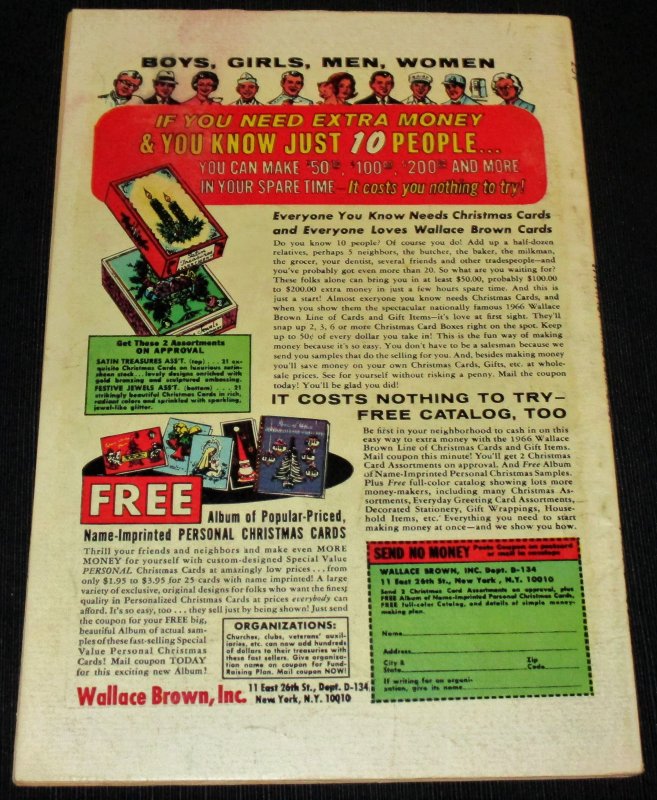 BOYS, GIRLS, MEN, WOMEN
IF YOU NEED EXTRA MONEY
& YOU KNOW JUST 10 PEOPLE...
YOU CAN MAKE $50.00, $100.00, $200.00 AND MORE
IN YOUR SPARE TIME—It costs you nothing to try!
Everyone You Know Needs Christmas Cards
and Everyone Loves Wallace Brown Cards
Do you know 10 people? Of course you do! Add up a half-dozen
relatives, perhaps 5 neighbors, the butcher, the baker, the milkman,
the grocer, your dentist, several friends and other tradespeople—and
you've probably got even more than 20. So what are you waiting for?
These folks alone can bring you in at least $50.00, probably $100.00
to $200.00 extra money in just a few hours spare time. And this is
just a start! Almost exeryone you know needs Christmas Cards, and
when you show them the spectacular nationally famous 1966 Wallace
Brown Line of Cards and Gift Items—it's love at first sight. They'll
snap up 2, 3, 6 or more Christmas Card Boxes right on the spot. Keep
up to 50¢ of every dollar you take in! This is the fun way of making
money because it's so easy. You don't have to be a salesman because we
send you samples that do the selling for you. And, besides making money
you'll save money on your own Christmas Cards, Gifts, etc. at whole-
sale prices. See for yourself without risking a penny. Mail the coupon
today! You'll be glad you did!
Get These 2 Assortments
ON APPROVAL
SATIN TREASURES ASS'T. (top) . . . 21 ex-
quisite Christmas Cards on luxurious satin-
sheen stock . . . lovely designs enriched with
gold bronzing and sculptured embossing.
FESTIVE JEWELS ASS'T. (bottom) . . . 21
strikingly beautiful Christmas Cards in rich,
radiant colors and sprinkled with sparkling,
jewel-like glitter.
IT COSTS NOTHING TO TRY—
FREE CATALOG, TOO
Be first in your neighborhood to cash in on this
easy way to extra money with the 1966 Wallace
Brown Line of Christmas Cards and Gift Items.
Mail coupon this minute! You'll get 2 Christmas
Card Assortments on approval. And Free Album
of Name-Imprinted Personal Christmas Samples.
Plus Free full-color catalog showing lots more
money-makers, including many Christmas As-
sortments, Everyday Greeting Card Assortments,
Decorated Stationery, Gift Wrappings, House-
hold Items, etc. Everything you need to start
making money at once—and we show you how.
FREE
Album of Popular-Priced,
Name-Imprinted PERSONAL CHRISTMAS CARDS
Thrill your friends and neighbors and make even MORE
MONEY for yourself with custom-designed Special Value
PERSONAL Christmas Cards at amazingly low prices . . . from
only $1.95 to $3.95 for 25 cards with name imprinted! A large
variety of exclusive, original designs for folks who want the finest
quality in Personalized Christmas Cards at prices everybody can
afford. It's so easy, too . . . they sell just by being shown! Just send
the coupon for your FREE big,
beautiful Album of actual sam-
ples of these fast-selling Special
Value Personal Christmas
Cards! Mail coupon TODAY
for this exciting new Album!
ORGANIZATIONS:
Churches, clubs, veterans' auxil-
iaries, etc. can now add hundreds
of dollars to their treasuries with
these fast sellers. Give organiza-
tion name on coupon for Fund-
Raising Plan. Mail coupon NOW!
Wallace Brown, Inc. 11 East 26th St., Dept. D-134
New York, N.Y. 10010
SEND NO MONEY Paste Coupon on postcard
or mail in envelope
WALLACE BROWN, INC. Dept. D-134
11 East 26th St., New York, N.Y. 10010
Send 2 Christmas Card Assortments on approval, plus
FREE Album of Name-Imprinted Personal Christmas Cards,
FREE full-color Catalog, and details of simple money-
making plan.
Name
Address
City &
State
Zip
Code
If writing for an organi-
zation, give its name